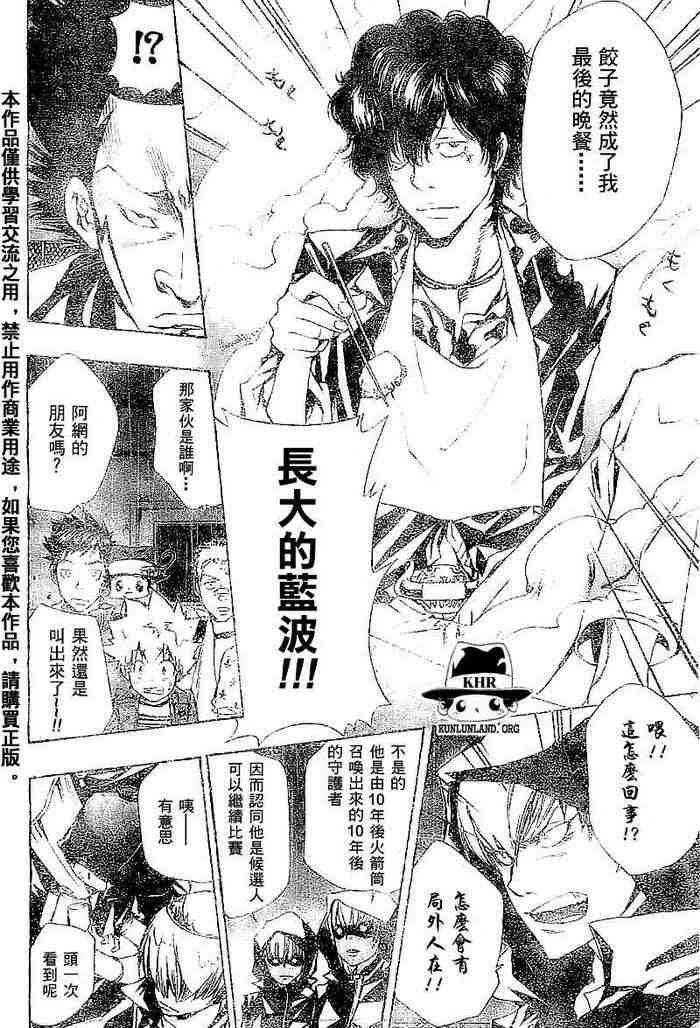 餃子竟然成了我
最後的晚餐……
!?
長大的藍波!!!
那家伙是誰啊…
阿網的
朋友嗎?
果然還是
叫出來了~!!
KHR
KUNLUNLAND.ORG
喂!!
這怎麼回事!?
怎麼會有
局外人在!!
不是的
他是由10年後火箭筒
召喚出來的10年後
的守護者
因而認同他是候選人
可以繼續比賽
咦—
有意思
頭一次
看到呢
本作品僅供學習交流之用，禁止用作商業用途，如果您喜歡本作品，請購買正版。